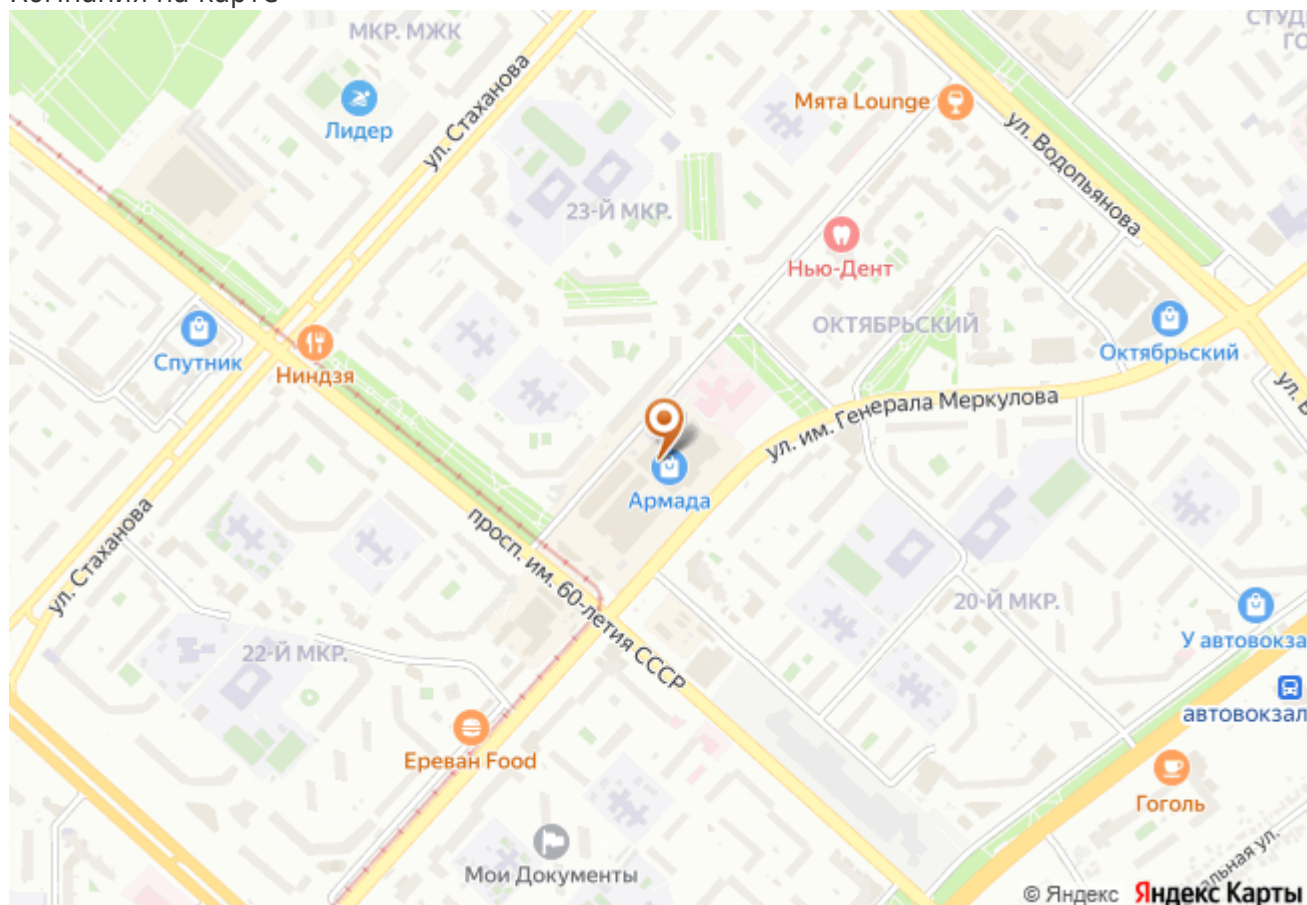 МКР. МЖК
Лидер
ул. Стаханова
Мята Lounge
ул. Водопьянова
23-Й МКР.
Нью-Дент
ОКТЯБРЬСКИЙ
Октябрьский
Спутник
Ниндзя
ул. им. Генерала Меркулова
Армада
просп. им. 60-летия СССР
ул. Стаханова
20-Й МКР.
22-Й МКР.
автовокзал
Ереван Food
Гоголь
Мои Документы
© Яндекс Яндекс Карты